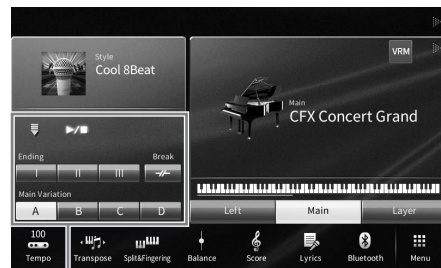 Style
Cool 8Beat
VRM
Main
CFX Concert Grand
Ending
Break
I
II
III
Main Variation
A
B
C
D
Left
Main
Layer
100
Tempo
Transpose
Split&Fingering
Balance
Score
Lyrics
Bluetooth
Menu